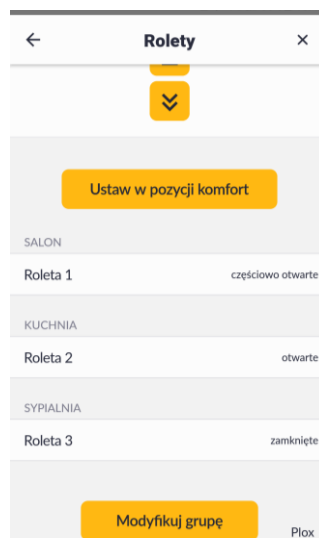 Rolety
Ustaw w pozycji komfort
SALON
Roleta 1 częściowo otwarte
KUCHNIA
Roleta 2 otwarte
SYPIALNIA
Roleta 3 zamknięte
Modyfikuj grupę
Plox